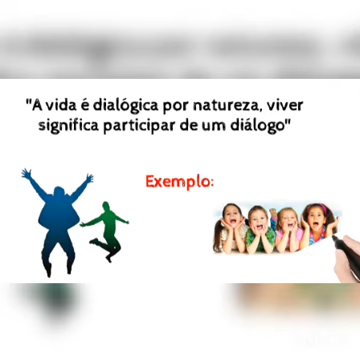 "A vida é dialógica por natureza, viver
significa participar de um diálogo"
Exemplo: